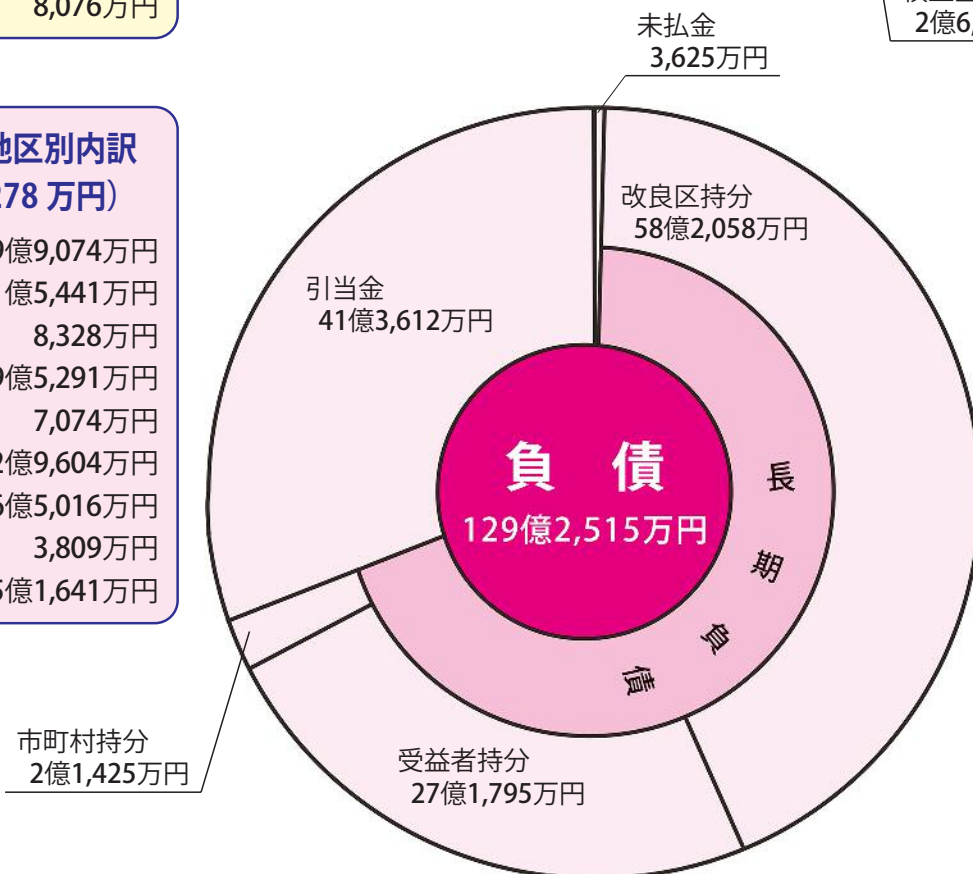 8,076万円
2億6,
未払金
3,625万円
地区別内訳
278 万円）
9億9,074万円
億5,441万円
8,328万円
9億5,291万円
7,074万円
2億9,604万円
5億5,016万円
3,809万円
5億1,641万円
改良区持分
58億2,058万円
引当金
41億3,612万円
負　債
129億2,515万円
長期負債
市町村持分
2億1,425万円
受益者持分
27億1,795万円